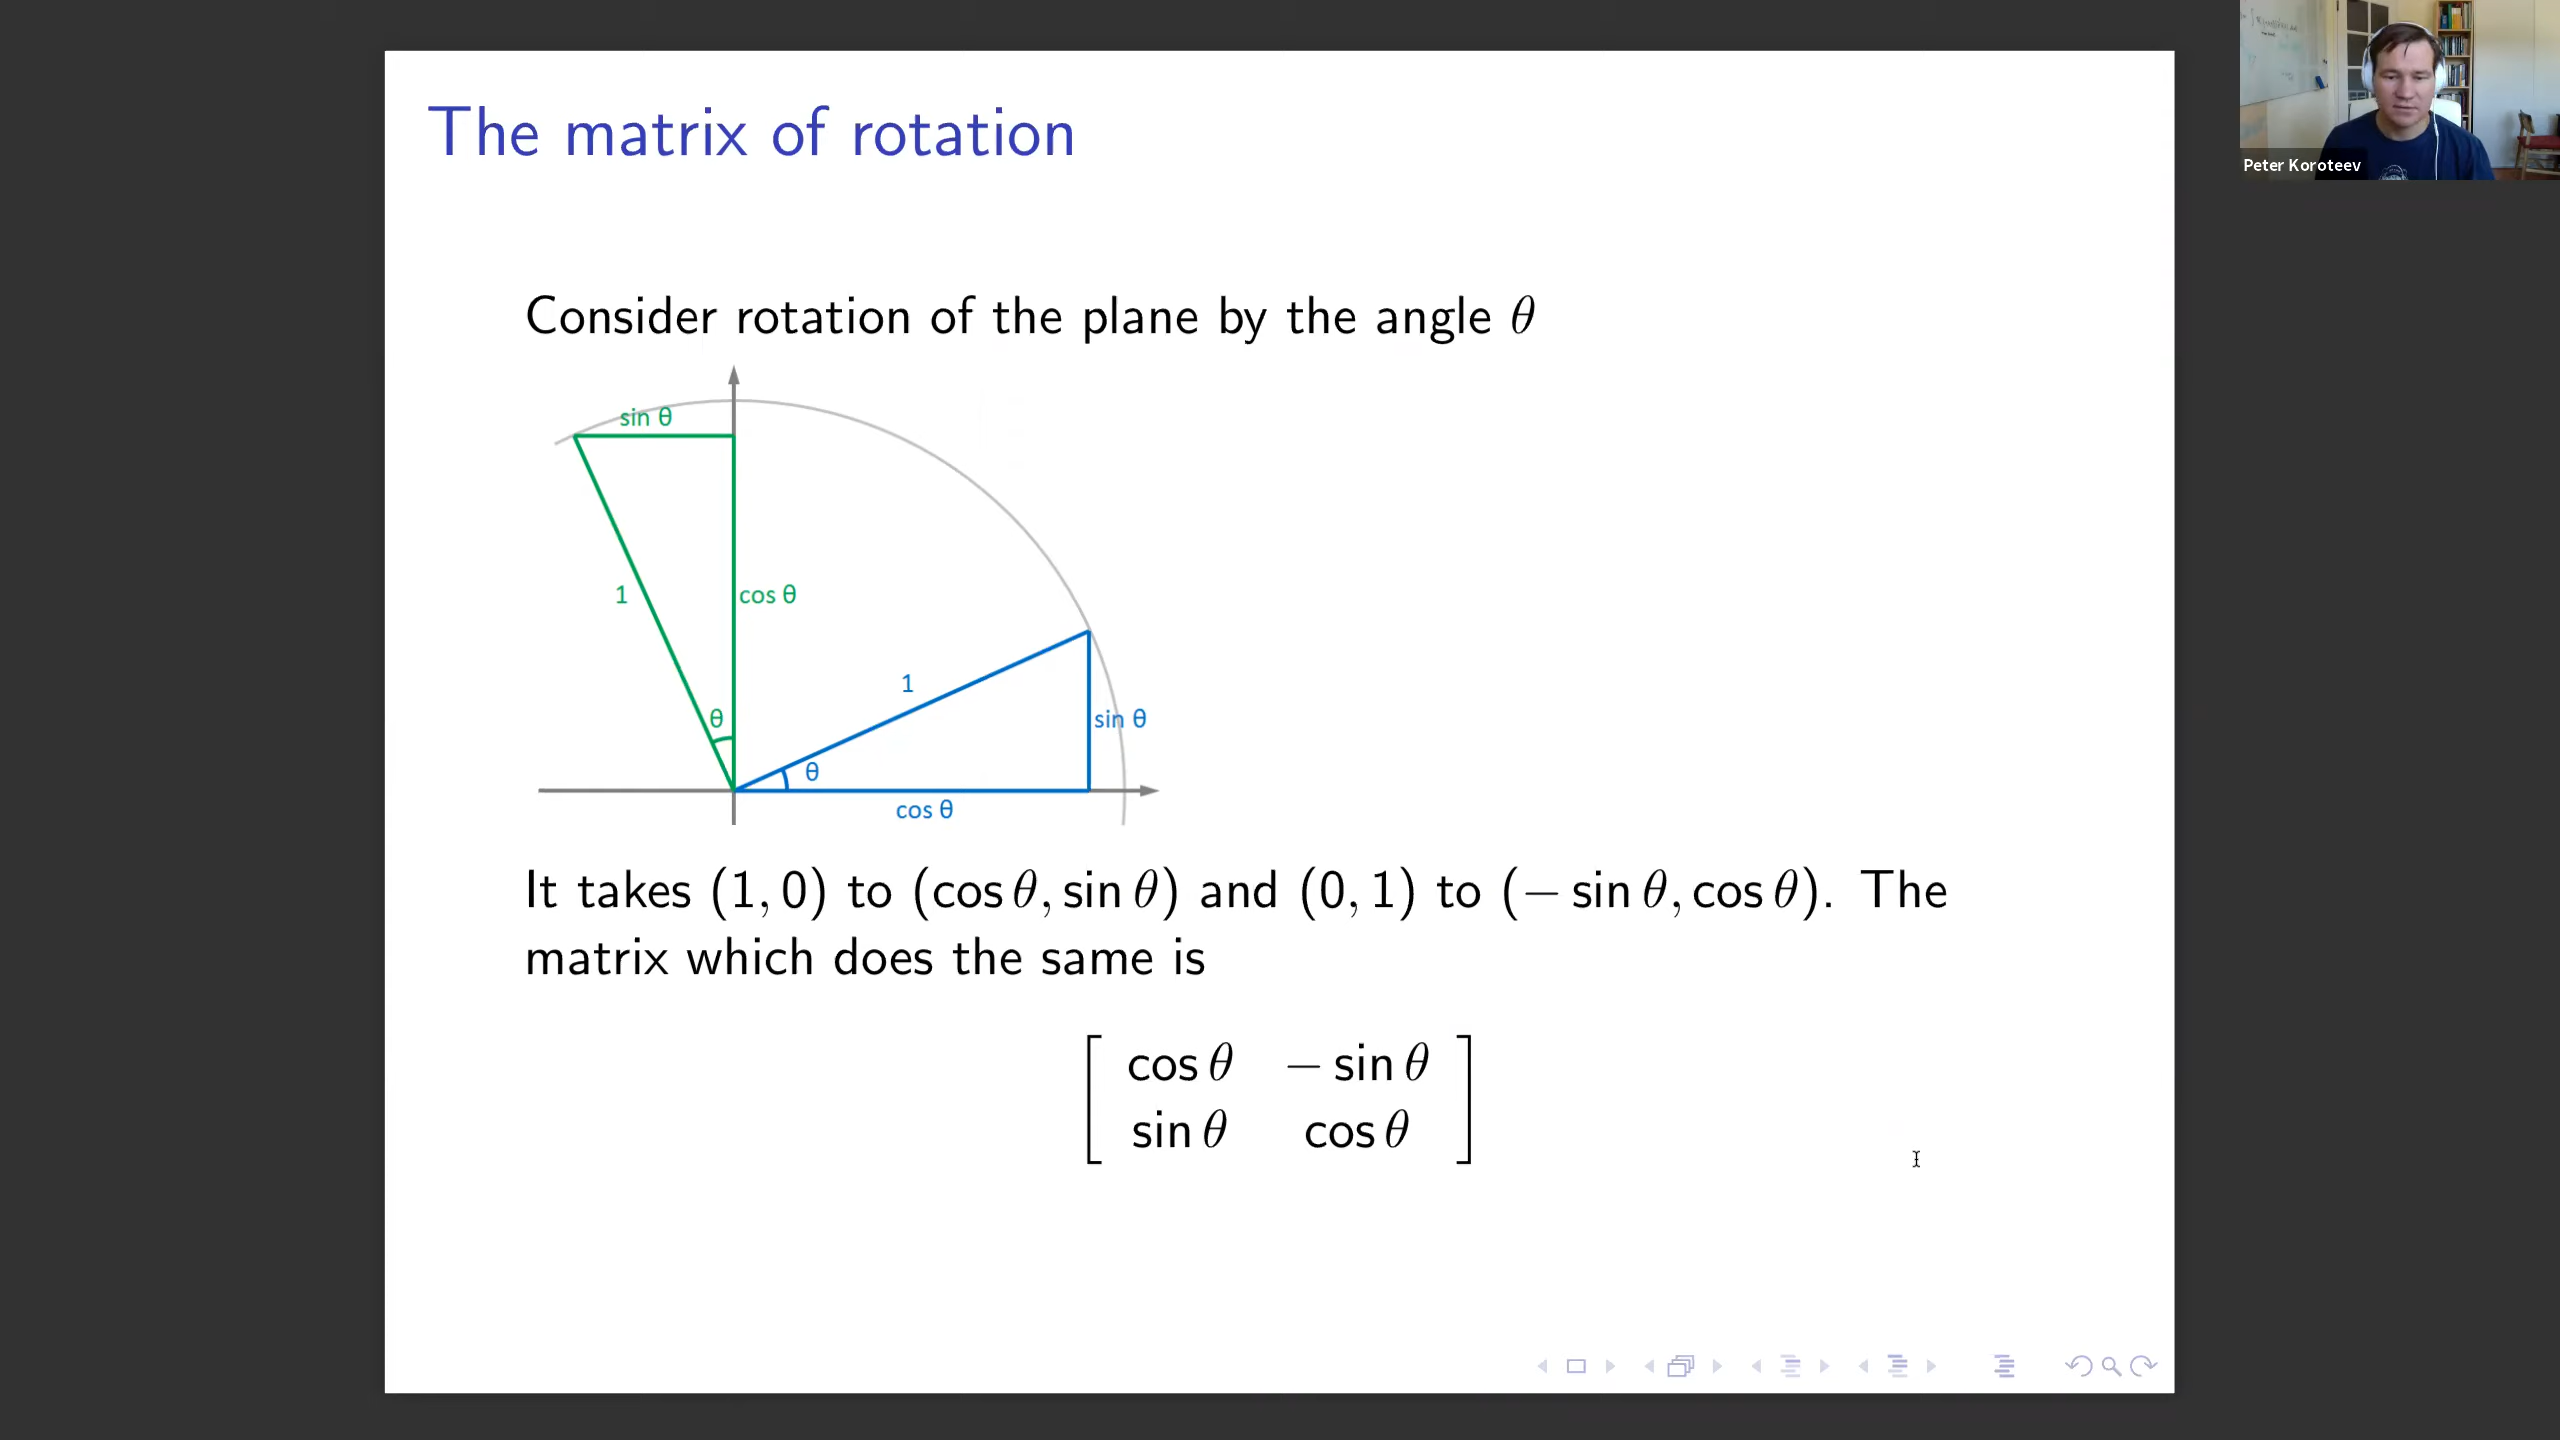 The matrix of rotation
Peter Koroteev
Consider rotation of the plane by the angle θ
sin θ
1
cos θ
θ
1
sin θ
θ
cos θ
It takes (1, 0) to (cos θ, sin θ) and (0, 1) to (− sin θ, cos θ). The
matrix which does the same is
cos θ − sin θ
sin θ cos θ